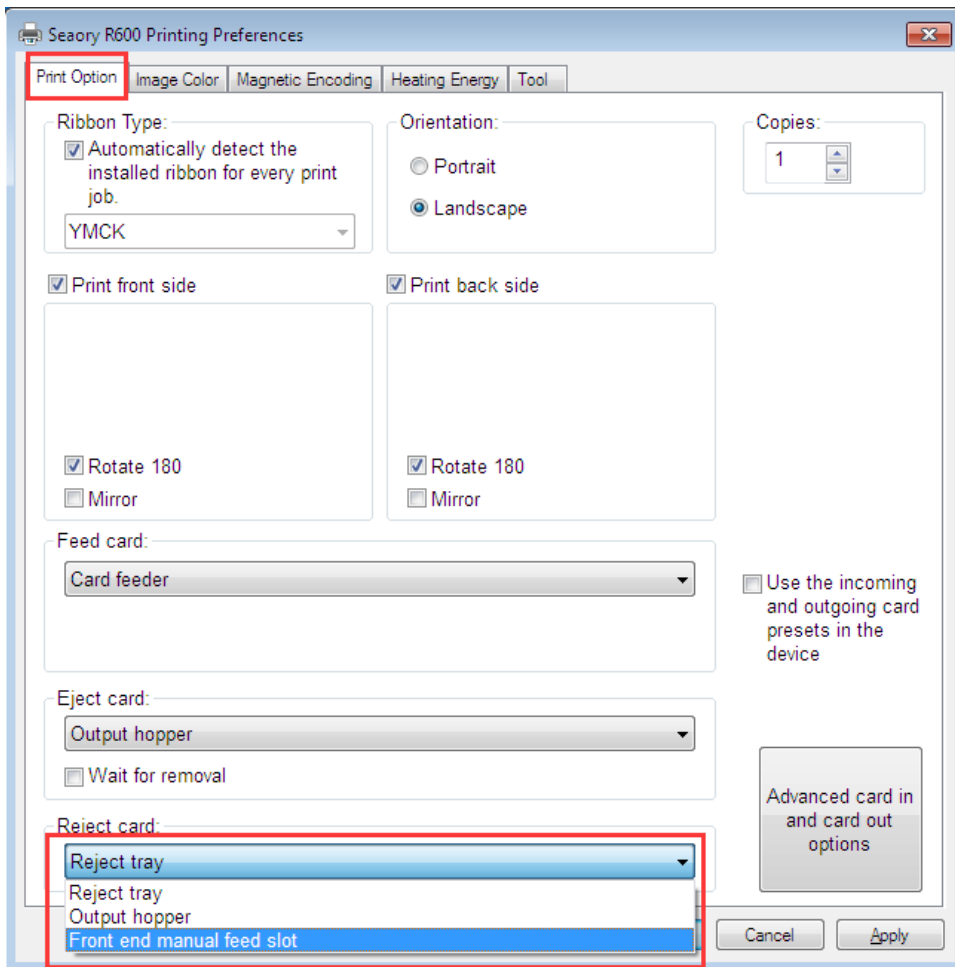 Seaory R600 Printing Preferences
Print Option
Image Color
Magnetic Encoding
Heating Energy
Tool
Ribbon Type:
Automatically detect the
installed ribbon for every print
job.
YMCK
Orientation:
Portrait
Landscape
Copies:
1
Print front side
Rotate 180
Mirror
Print back side
Rotate 180
Mirror
Feed card:
Card feeder
Use the incoming
and outgoing card
presets in the
device
Eject card:
Output hopper
Wait for removal
Advanced card in
and card out
options
Reject card:
Reject tray
Reject tray
Output hopper
Front end manual feed slot
Cancel
Apply